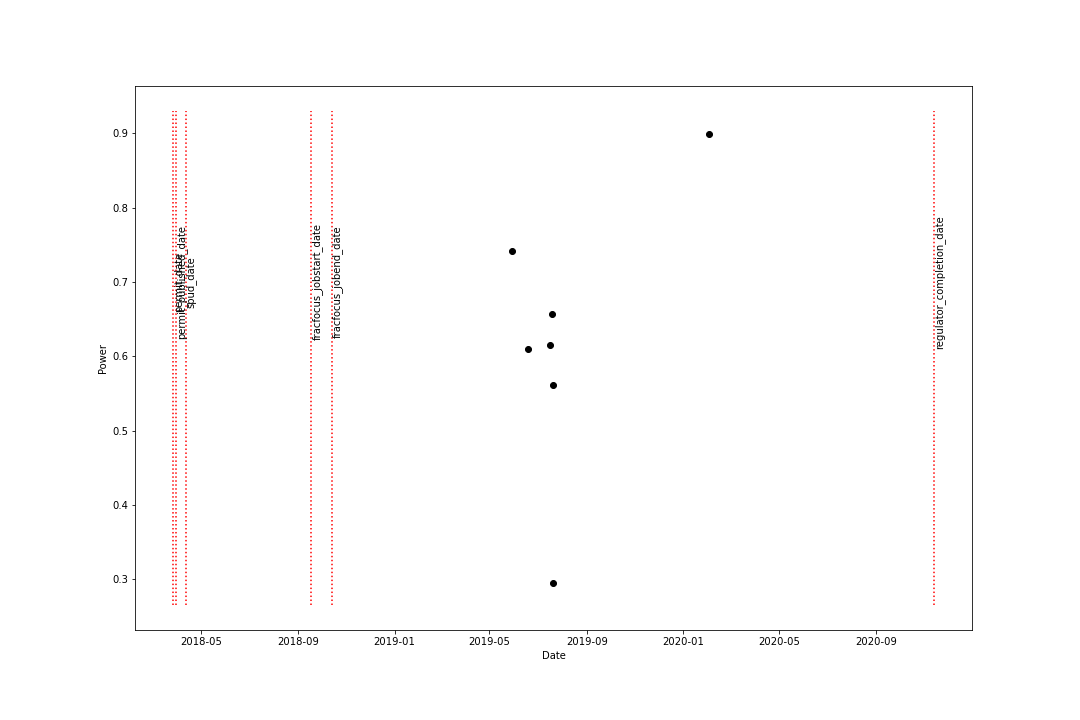 Power
0.9
0.8
0.7
0.6
0.5
0.4
0.3
permit_date
spud_date
fracfocus_jobstart_date
fracfocus_jobend_date
regulator_completion_date
2018-05
2018-09
2019-01
2019-05
2019-09
2020-01
2020-05
2020-09
Date